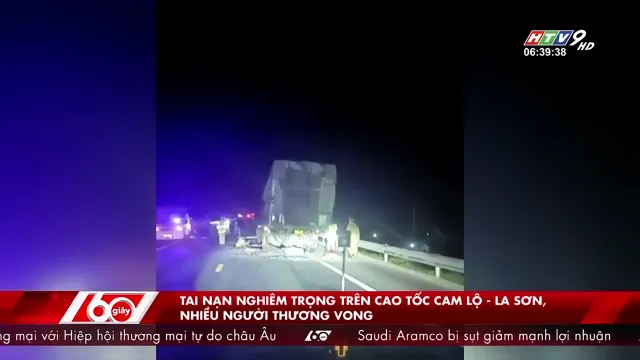 HTV9 HD
06:39:38
60 giây
TAI NẠN NGHIÊM TRỌNG TRÊN CAO TỐC CAM LỘ - LA SƠN,
NHIỀU NGƯỜI THƯƠNG VONG
ng mại với Hiệp hội thương mại tự do châu Âu 60 Saudi Aramco bị sụt giảm mạnh lợi nhuận